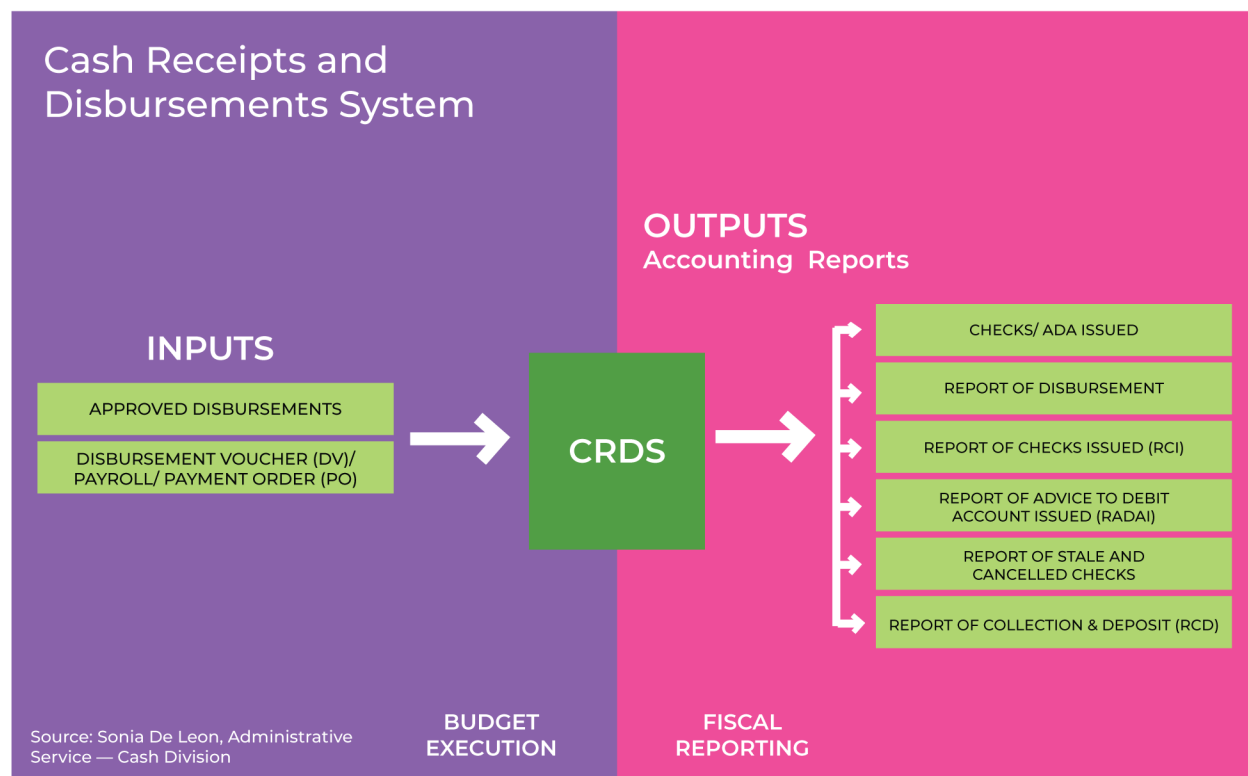 Cash Receipts and
Disbursements System
INPUTS
APPROVED DISBURSEMENTS
DISBURSEMENT VOUCHER (DV)/
PAYROLL/ PAYMENT ORDER (PO)
CRDS
OUTPUTS
Accounting Reports
CHECKS/ ADA ISSUED
REPORT OF DISBURSEMENT
REPORT OF CHECKS ISSUED (RCI)
REPORT OF ADVICE TO DEBIT
ACCOUNT ISSUED (RADAI)
REPORT OF STALE AND
CANCELLED CHECKS
REPORT OF COLLECTION & DEPOSIT (RCD)
Source: Sonia De Leon, Administrative
Service — Cash Division
BUDGET
EXECUTION
FISCAL
REPORTING